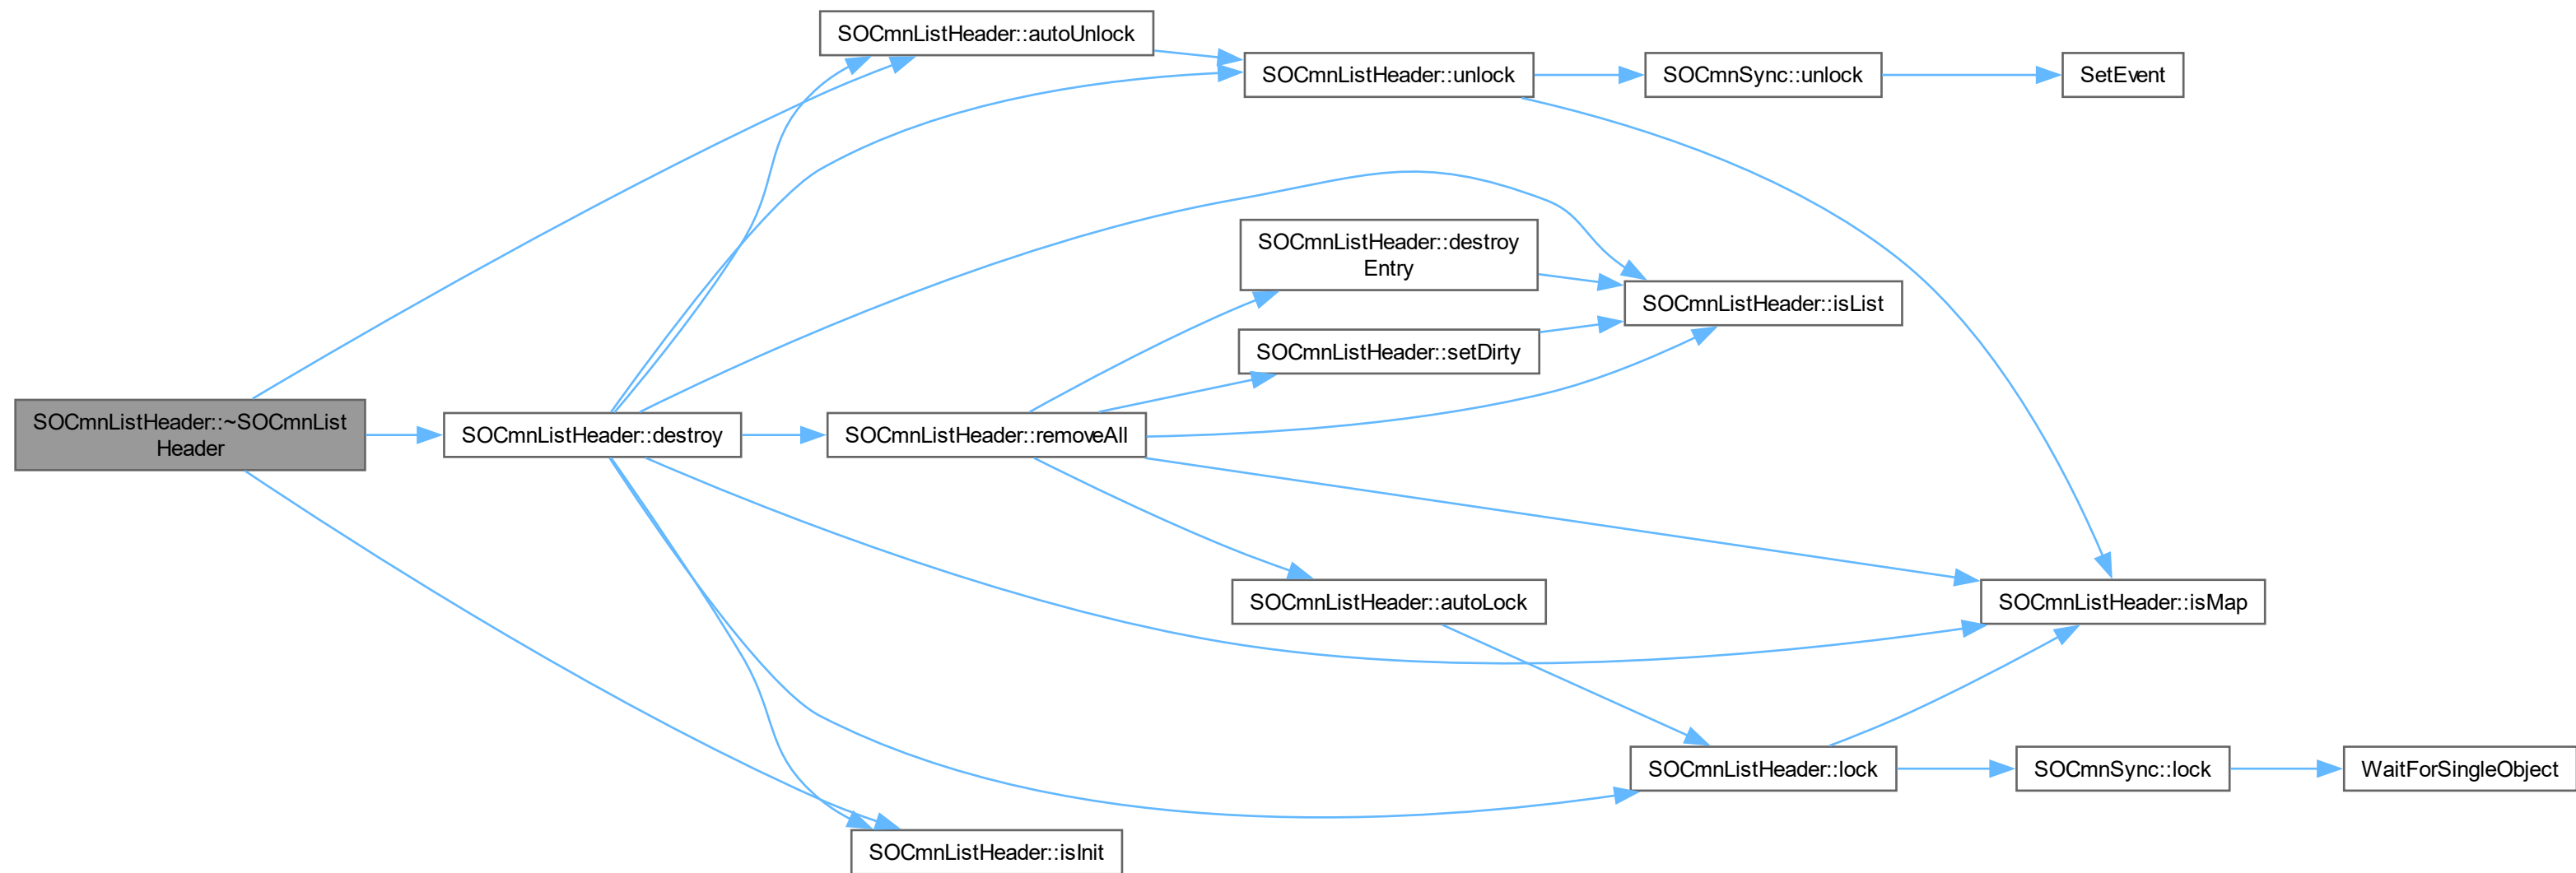 SOCmnListHeader::autoUnlock
SOCmnListHeader::unlock
SOCmnSync::unlock
SetEvent
SOCmnListHeader::destroy
Entry
SOCmnListHeader::isList
SOCmnListHeader::setDirty
SOCmnListHeader::~SOCmnList
Header
SOCmnListHeader::destroy
SOCmnListHeader::removeAll
SOCmnListHeader::autoLock
SOCmnListHeader::isMap
SOCmnListHeader::lock
SOCmnSync::lock
WaitForSingleObject
SOCmnListHeader::isInit